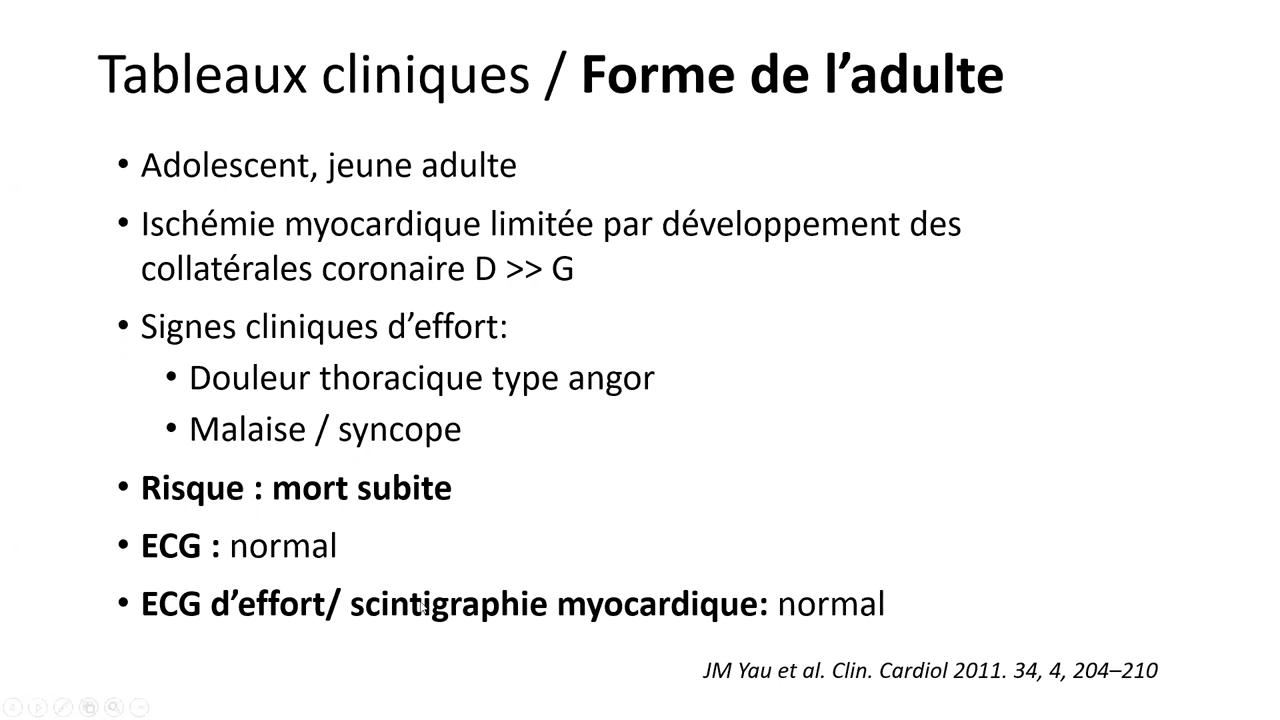 Tableaux cliniques / Forme de l’adulte
• Adolescent, jeune adulte
• Ischémie myocardique limitée par développement des
collatérales coronaire D >> G
• Signes cliniques d’effort:
• Douleur thoracique type angor
• Malaise / syncope
• Risque : mort subite
• ECG : normal
• ECG d’effort/ scintigraphie myocardique: normal
JM Yau et al. Clin. Cardiol 2011. 34, 4, 204–210